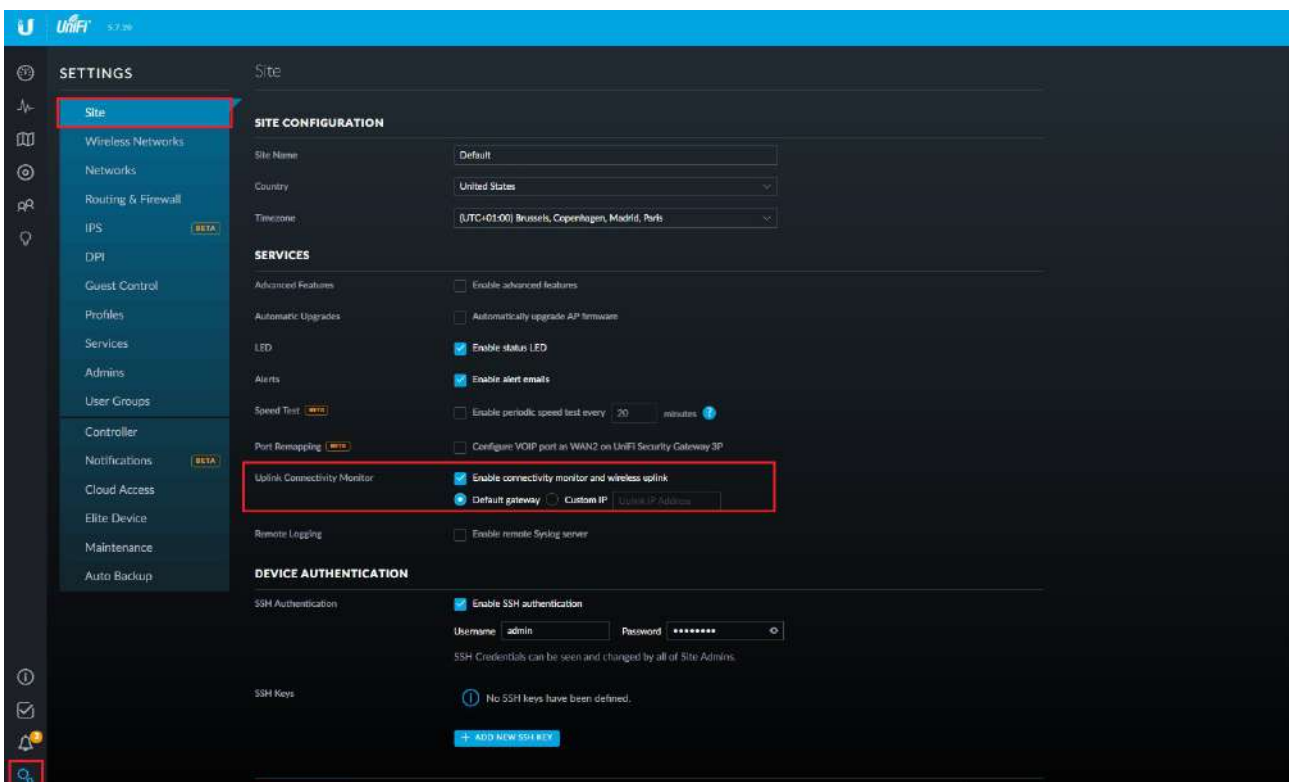 UniFi 5.7.20
SETTINGS
Site
Wireless Networks
Networks
Routing & Firewall
IPS BETA
DPI
Guest Control
Profiles
Services
Admins
User Groups
Controller
Notifications BETA
Cloud Access
Elite Device
Maintenance
Auto Backup
Site
SITE CONFIGURATION
Site Name Default
Country United States
Timezone (UTC+01:00) Brussels, Copenhagen, Madrid, Paris
SERVICES
Advanced Features Enable advanced features
Automatic Upgrades Automatically upgrade AP firmware
LED Enable status LED
Alerts Enable alert emails
Speed Test BETA Enable periodic speed test every 20 minutes ?
Port Remapping BETA Configure VOIP port as WAN2 on UniFi Security Gateway 3P
Uplink Connectivity Monitor Enable connectivity monitor and wireless uplink
Default gateway Custom IP Uplink IP Address
Remote Logging Enable remote Syslog server
DEVICE AUTHENTICATION
SSH Authentication Enable SSH authentication
Username admin Password ••••••••
SSH Credentials can be seen and changed by all of Site Admins.
SSH Keys No SSH keys have been defined.
+ ADD NEW SSH KEY